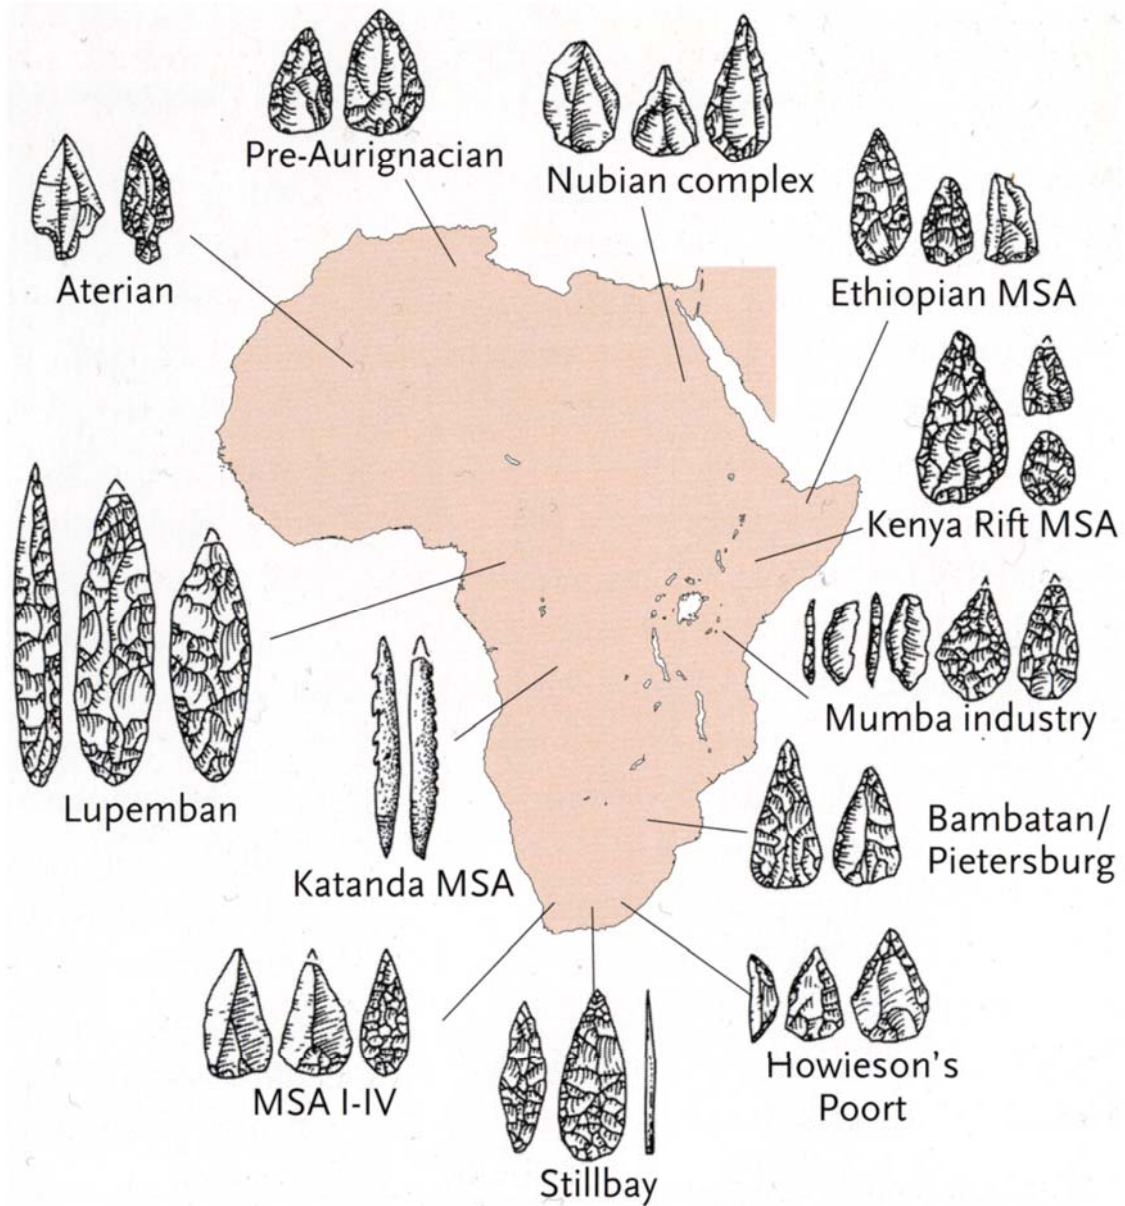 Pre-Aurignacian
Nubian complex
Aterian
Ethiopian MSA
Kenya Rift MSA
Mumba industry
Lupemban
Katanda MSA
Bambatan/
Pietersburg
MSA I-IV
Howieson's
Poort
Stillbay